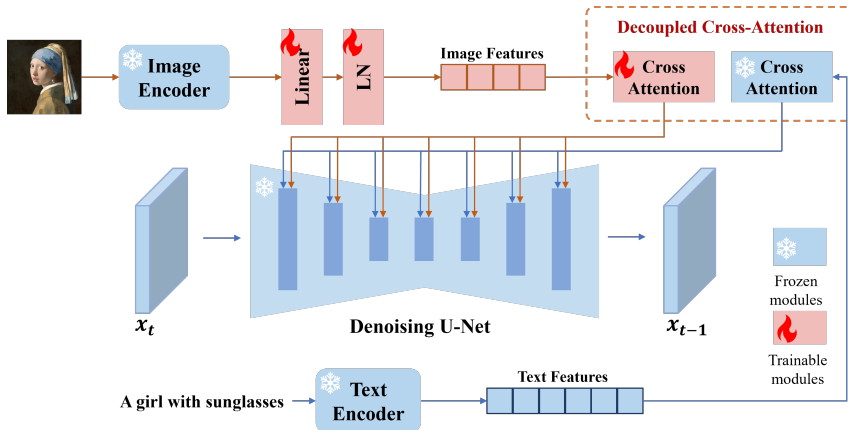 Decoupled Cross-Attention
Image
Encoder
Linear
LN
Image Features
Cross
Attention
Cross
Attention
x_t
Denoising U-Net
x_{t−1}
Frozen
modules
Trainable
modules
A girl with sunglasses
Text
Encoder
Text Features